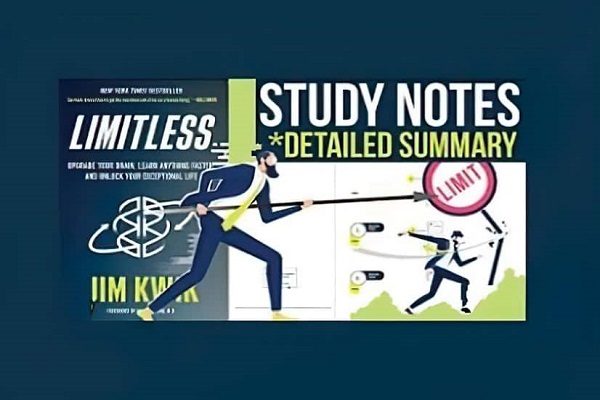 NEW YORK TIMES BESTSELLER
LIMITLESS
UPGRADE YOUR BRAIN, LEARN ANYTHING FASTER,
AND UNLOCK YOUR EXCEPTIONAL LIFE
JIM KWIK
STUDY NOTES
*DETAILED SUMMARY
LIMIT